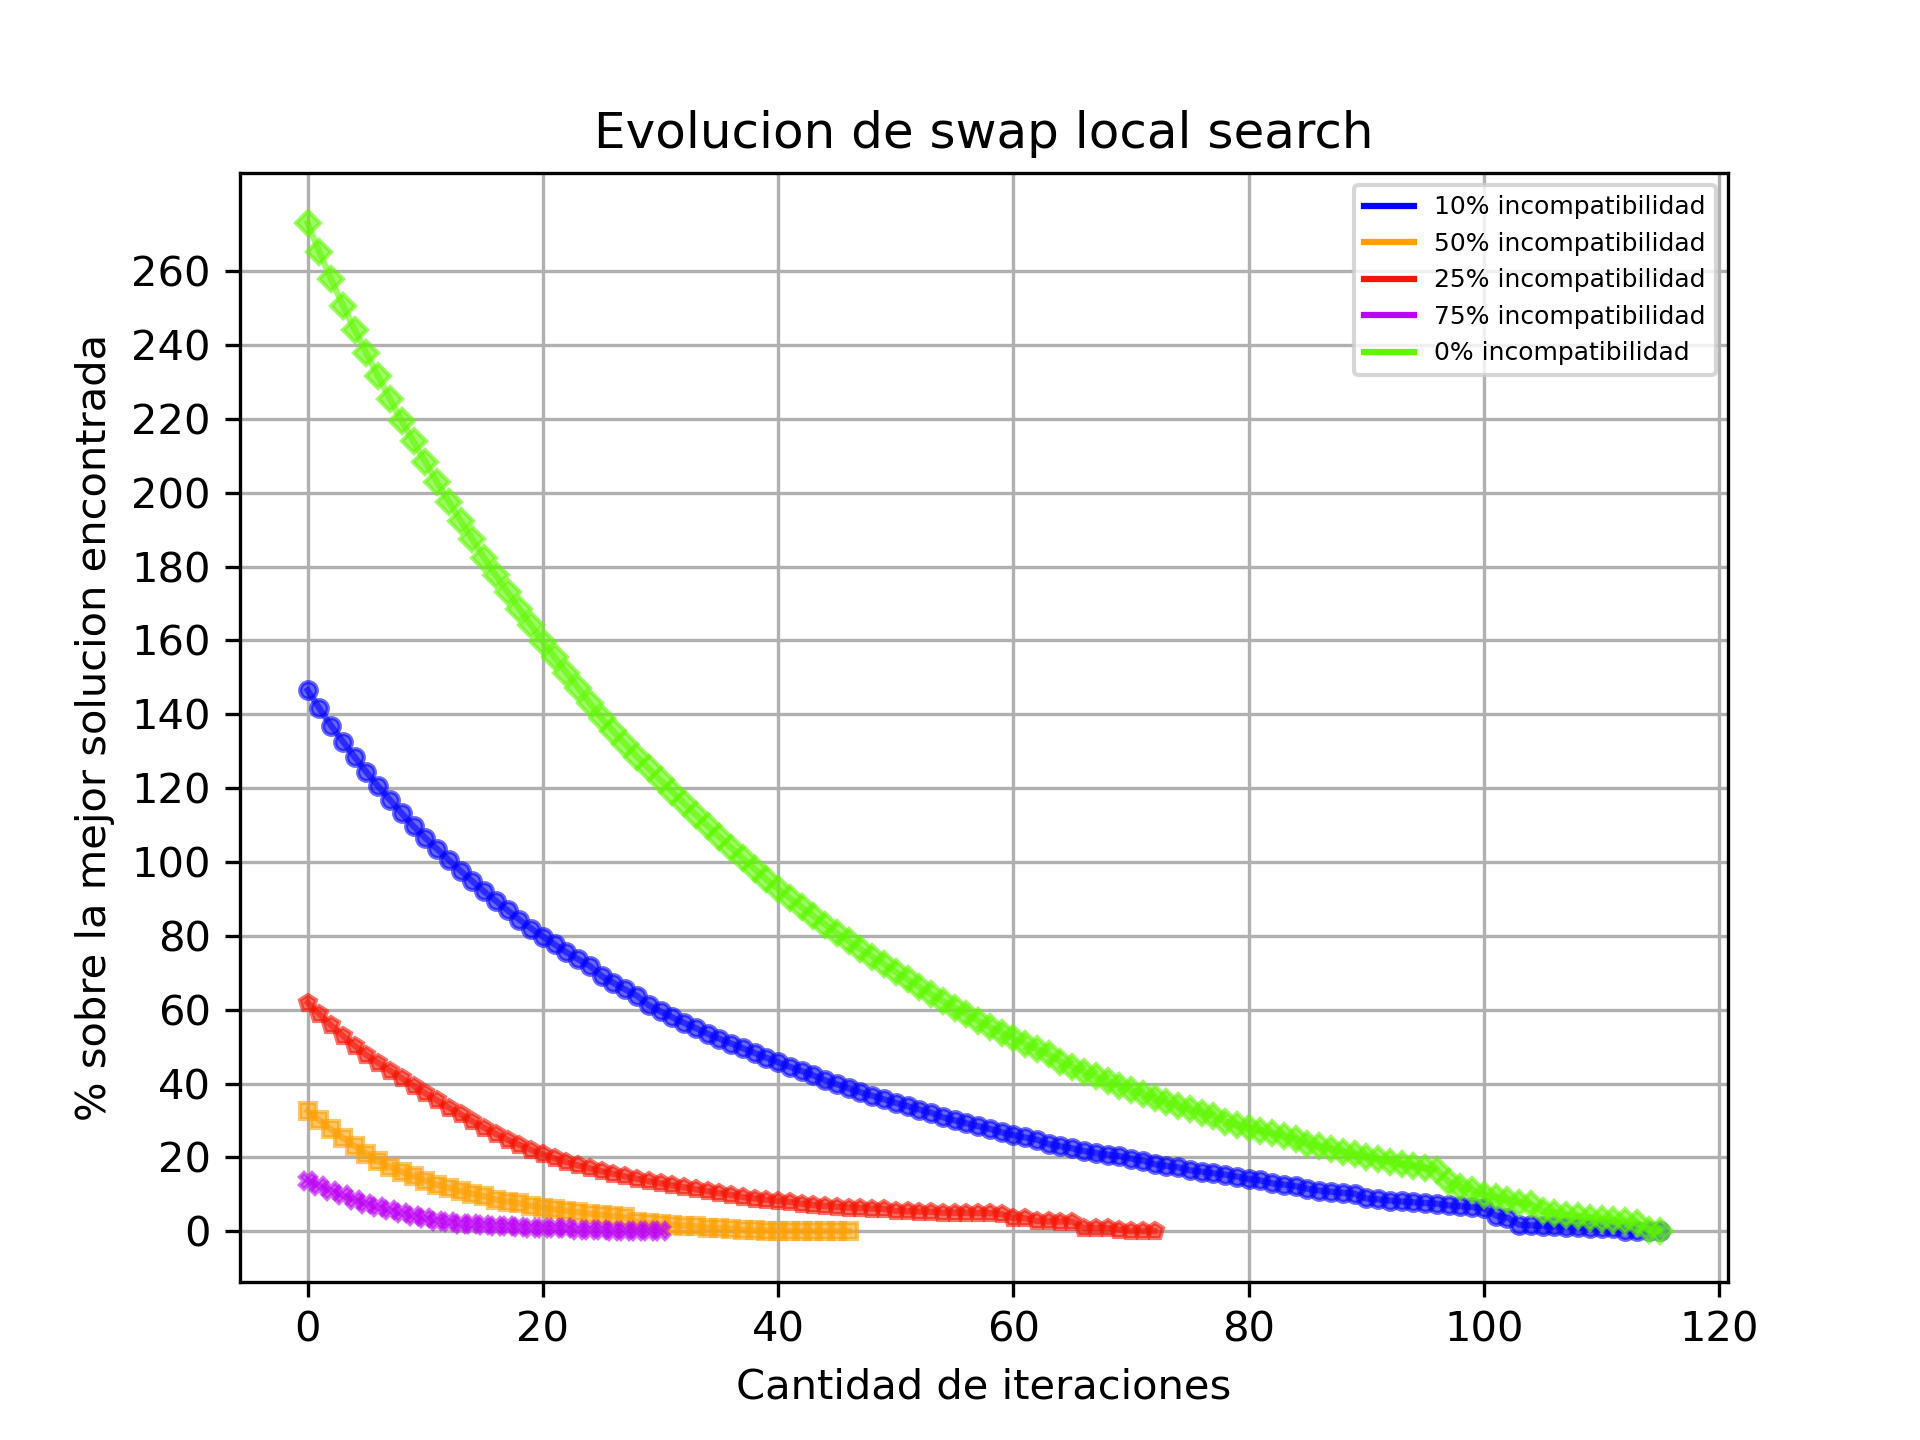 Evolucion de swap local search
10% incompatibilidad
50% incompatibilidad
25% incompatibilidad
75% incompatibilidad
0% incompatibilidad
% sobre la mejor solucion encontrada
260
240
220
200
180
160
140
120
100
80
60
40
20
0
0 20 40 60 80 100 120
Cantidad de iteraciones